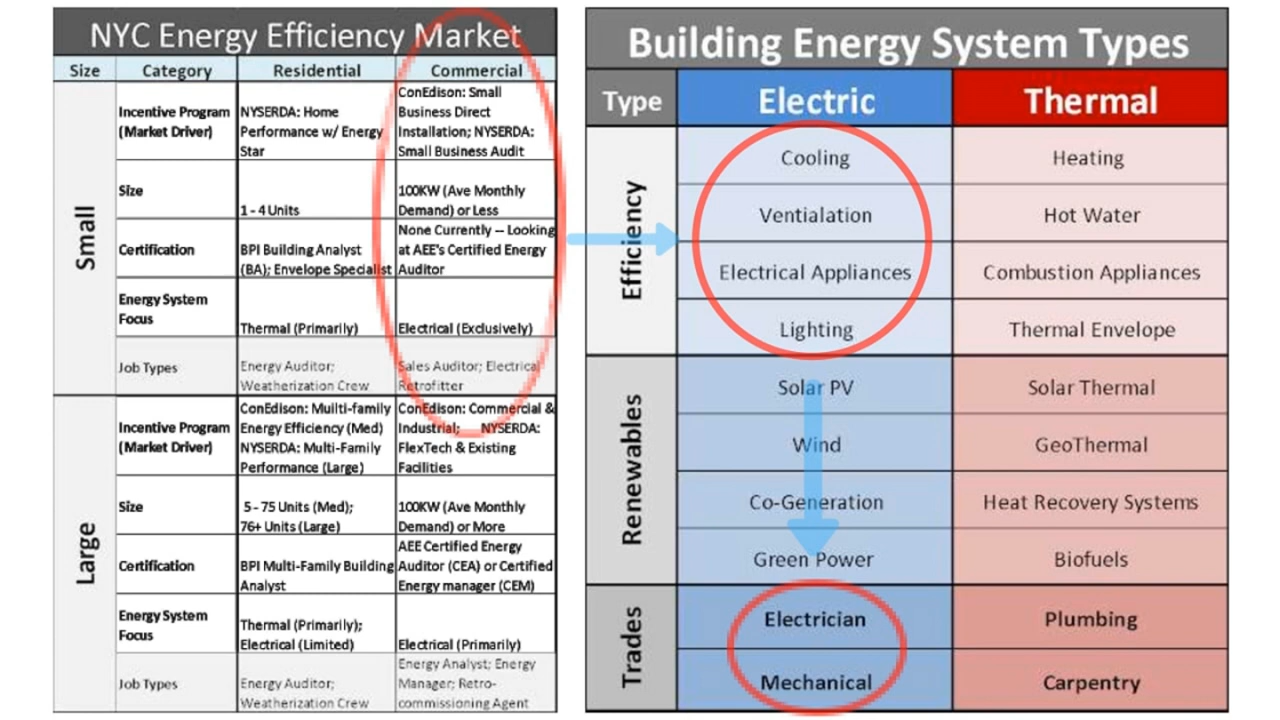 NYC Energy Efficiency Market
Size Category Residential Commercial
Small
Incentive Program
(Market Driver)
NYSERDA: Home
Performance w/ Energy
Star
ConEdison: Small
Business Direct
Installation; NYSERDA:
Small Business Audit
Size
1 - 4 Units
100KW (Ave Monthly
Demand) or Less
Certification
BPI Building Analyst
(BA); Envelope Specialist
None Currently -- Looking
at AEE's Certified Energy
Auditor
Energy System
Focus
Thermal (Primarily)
Electrical (Exclusively)
Job Types
Energy Auditor;
Weatherization Crew
Sales Auditor; Electrical
Retrofitter
Large
Incentive Program
(Market Driver)
ConEdison: Muilti-family
Energy Efficiency (Med)
NYSERDA: Multi-Family
Performance (Large)
ConEdison: Commercial &
Industrial; NYSERDA:
FlexTech & Existing
Facilities
Size
5 - 75 Units (Med);
76+ Units (Large)
100KW (Ave Monthly
Demand) or More
Certification
BPI Multi-Family Building
Analyst
AEE Certified Energy
Auditor (CEA) or Certified
Energy manager (CEM)
Energy System
Focus
Thermal (Primarily);
Electrical (Limited)
Electrical (Primarily)
Job Types
Energy Auditor;
Weatherization Crew
Energy Analyst; Energy
Manager; Retro-
commissioning Agent
Building Energy System Types
Type Electric Thermal
Efficiency
Cooling Heating
Ventialation Hot Water
Electrical Appliances Combustion Appliances
Lighting Thermal Envelope
Renewables
Solar PV Solar Thermal
Wind GeoThermal
Co-Generation Heat Recovery Systems
Green Power Biofuels
Trades
Electrician Plumbing
Mechanical Carpentry